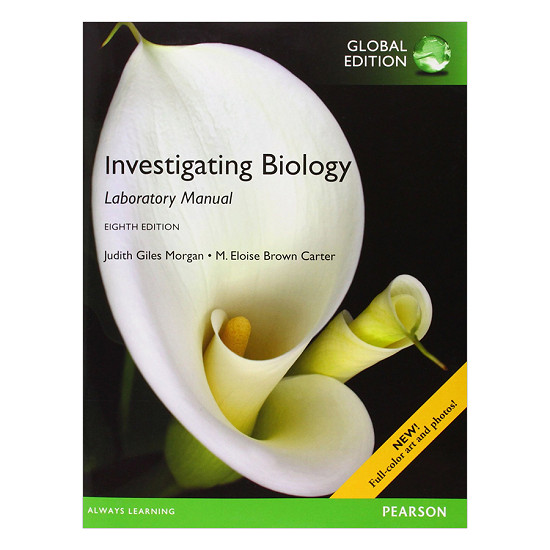 GLOBAL
EDITION
Investigating Biology
Laboratory Manual
EIGHTH EDITION
Judith Giles Morgan • M. Eloise Brown Carter
NEW!
Full-color art and photos!
ALWAYS LEARNING
PEARSON